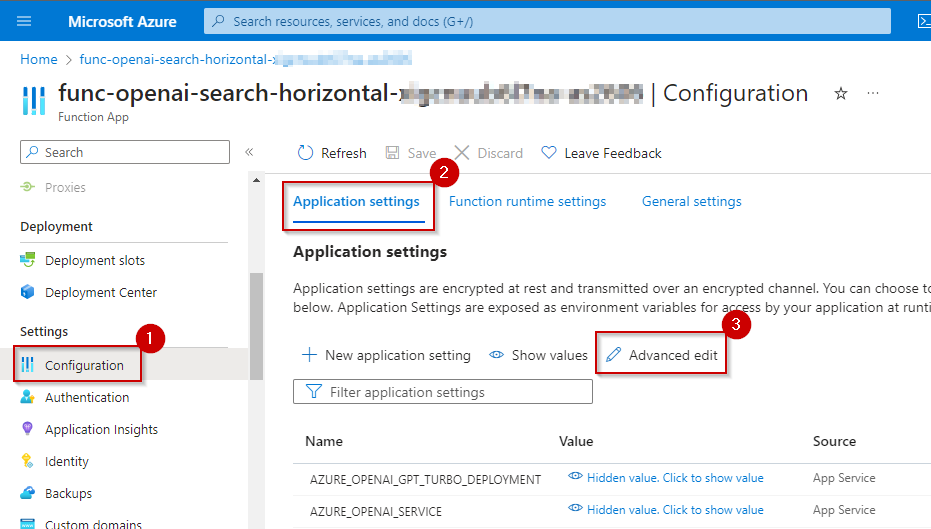 Microsoft Azure
Search resources, services, and docs (G+/)
Home > func-openai-search-horizontal-
func-openai-search-horizontal- | Configuration
Function App
Search
«
Refresh
Save
Discard
Leave Feedback
Proxies
Deployment
Deployment slots
Deployment Center
Settings
1
Configuration
Authentication
Application Insights
Identity
Backups
Custom domains
2
Application settings
Function runtime settings
General settings
Application settings
Application settings are encrypted at rest and transmitted over an encrypted channel. You can choose to
below. Application Settings are exposed as environment variables for access by your application at runti
3
New application setting
Show values
Advanced edit
Filter application settings
Name Value Source
AZURE_OPENAI_GPT_TURBO_DEPLOYMENT Hidden value. Click to show value App Service
AZURE_OPENAI_SERVICE Hidden value. Click to show value App Service